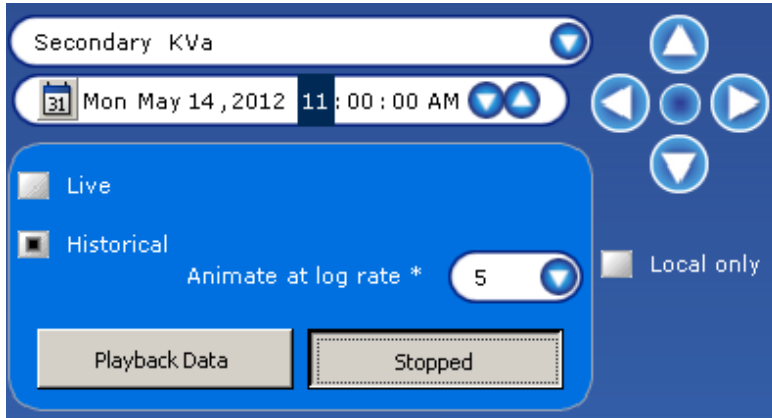 Secondary KVa
31 Mon May 14, 2012 11:00:00 AM
Live
Historical
Animate at log rate * 5
Local only
Playback Data Stopped